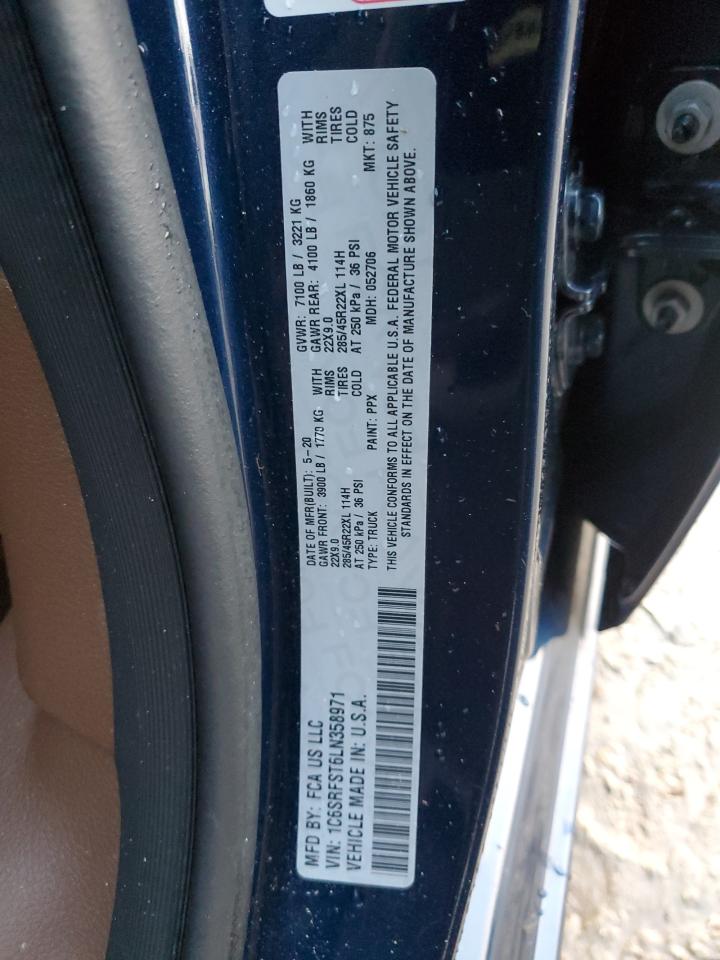 MFD BY: FCA US LLC
VIN: 1C6SRFST6LN358971
VEHICLE MADE IN: U.S.A.
DATE OF MFR(BUILT): 5-20
GVWR: 7100 LB / 3221 KG
GAWR FRONT: 3900 LB / 1770 KG WITH
22X9.0 RIMS
285/45R22XL 114H TIRES
AT 250 kPa / 36 PSI COLD
GAWR REAR: 4100 LB / 1860 KG WITH
22X9.0 RIMS
285/45R22XL 114H TIRES
AT 250 kPa / 36 PSI COLD
TYPE: TRUCK PAINT: PPX MDH: 052706 MKT: 875
THIS VEHICLE CONFORMS TO ALL APPLICABLE U.S.A. FEDERAL MOTOR VEHICLE SAFETY
STANDARDS IN EFFECT ON THE DATE OF MANUFACTURE SHOWN ABOVE.